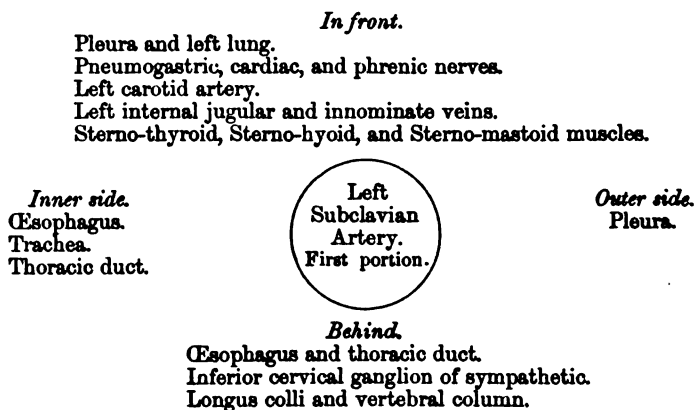 In front.
Pleura and left lung.
Pneumogastric, cardiac, and phrenic nerves.
Left carotid artery.
Left internal jugular and innominate veins.
Sterno-thyroid, Sterno-hyoid, and Sterno-mastoid muscles.
Inner side.
Œsophagus.
Trachea.
Thoracic duct.
Left
Subclavian
Artery.
First portion.
Outer side.
Pleura.
Behind.
Œsophagus and thoracic duct.
Inferior cervical ganglion of sympathetic.
Longus colli and vertebral column.